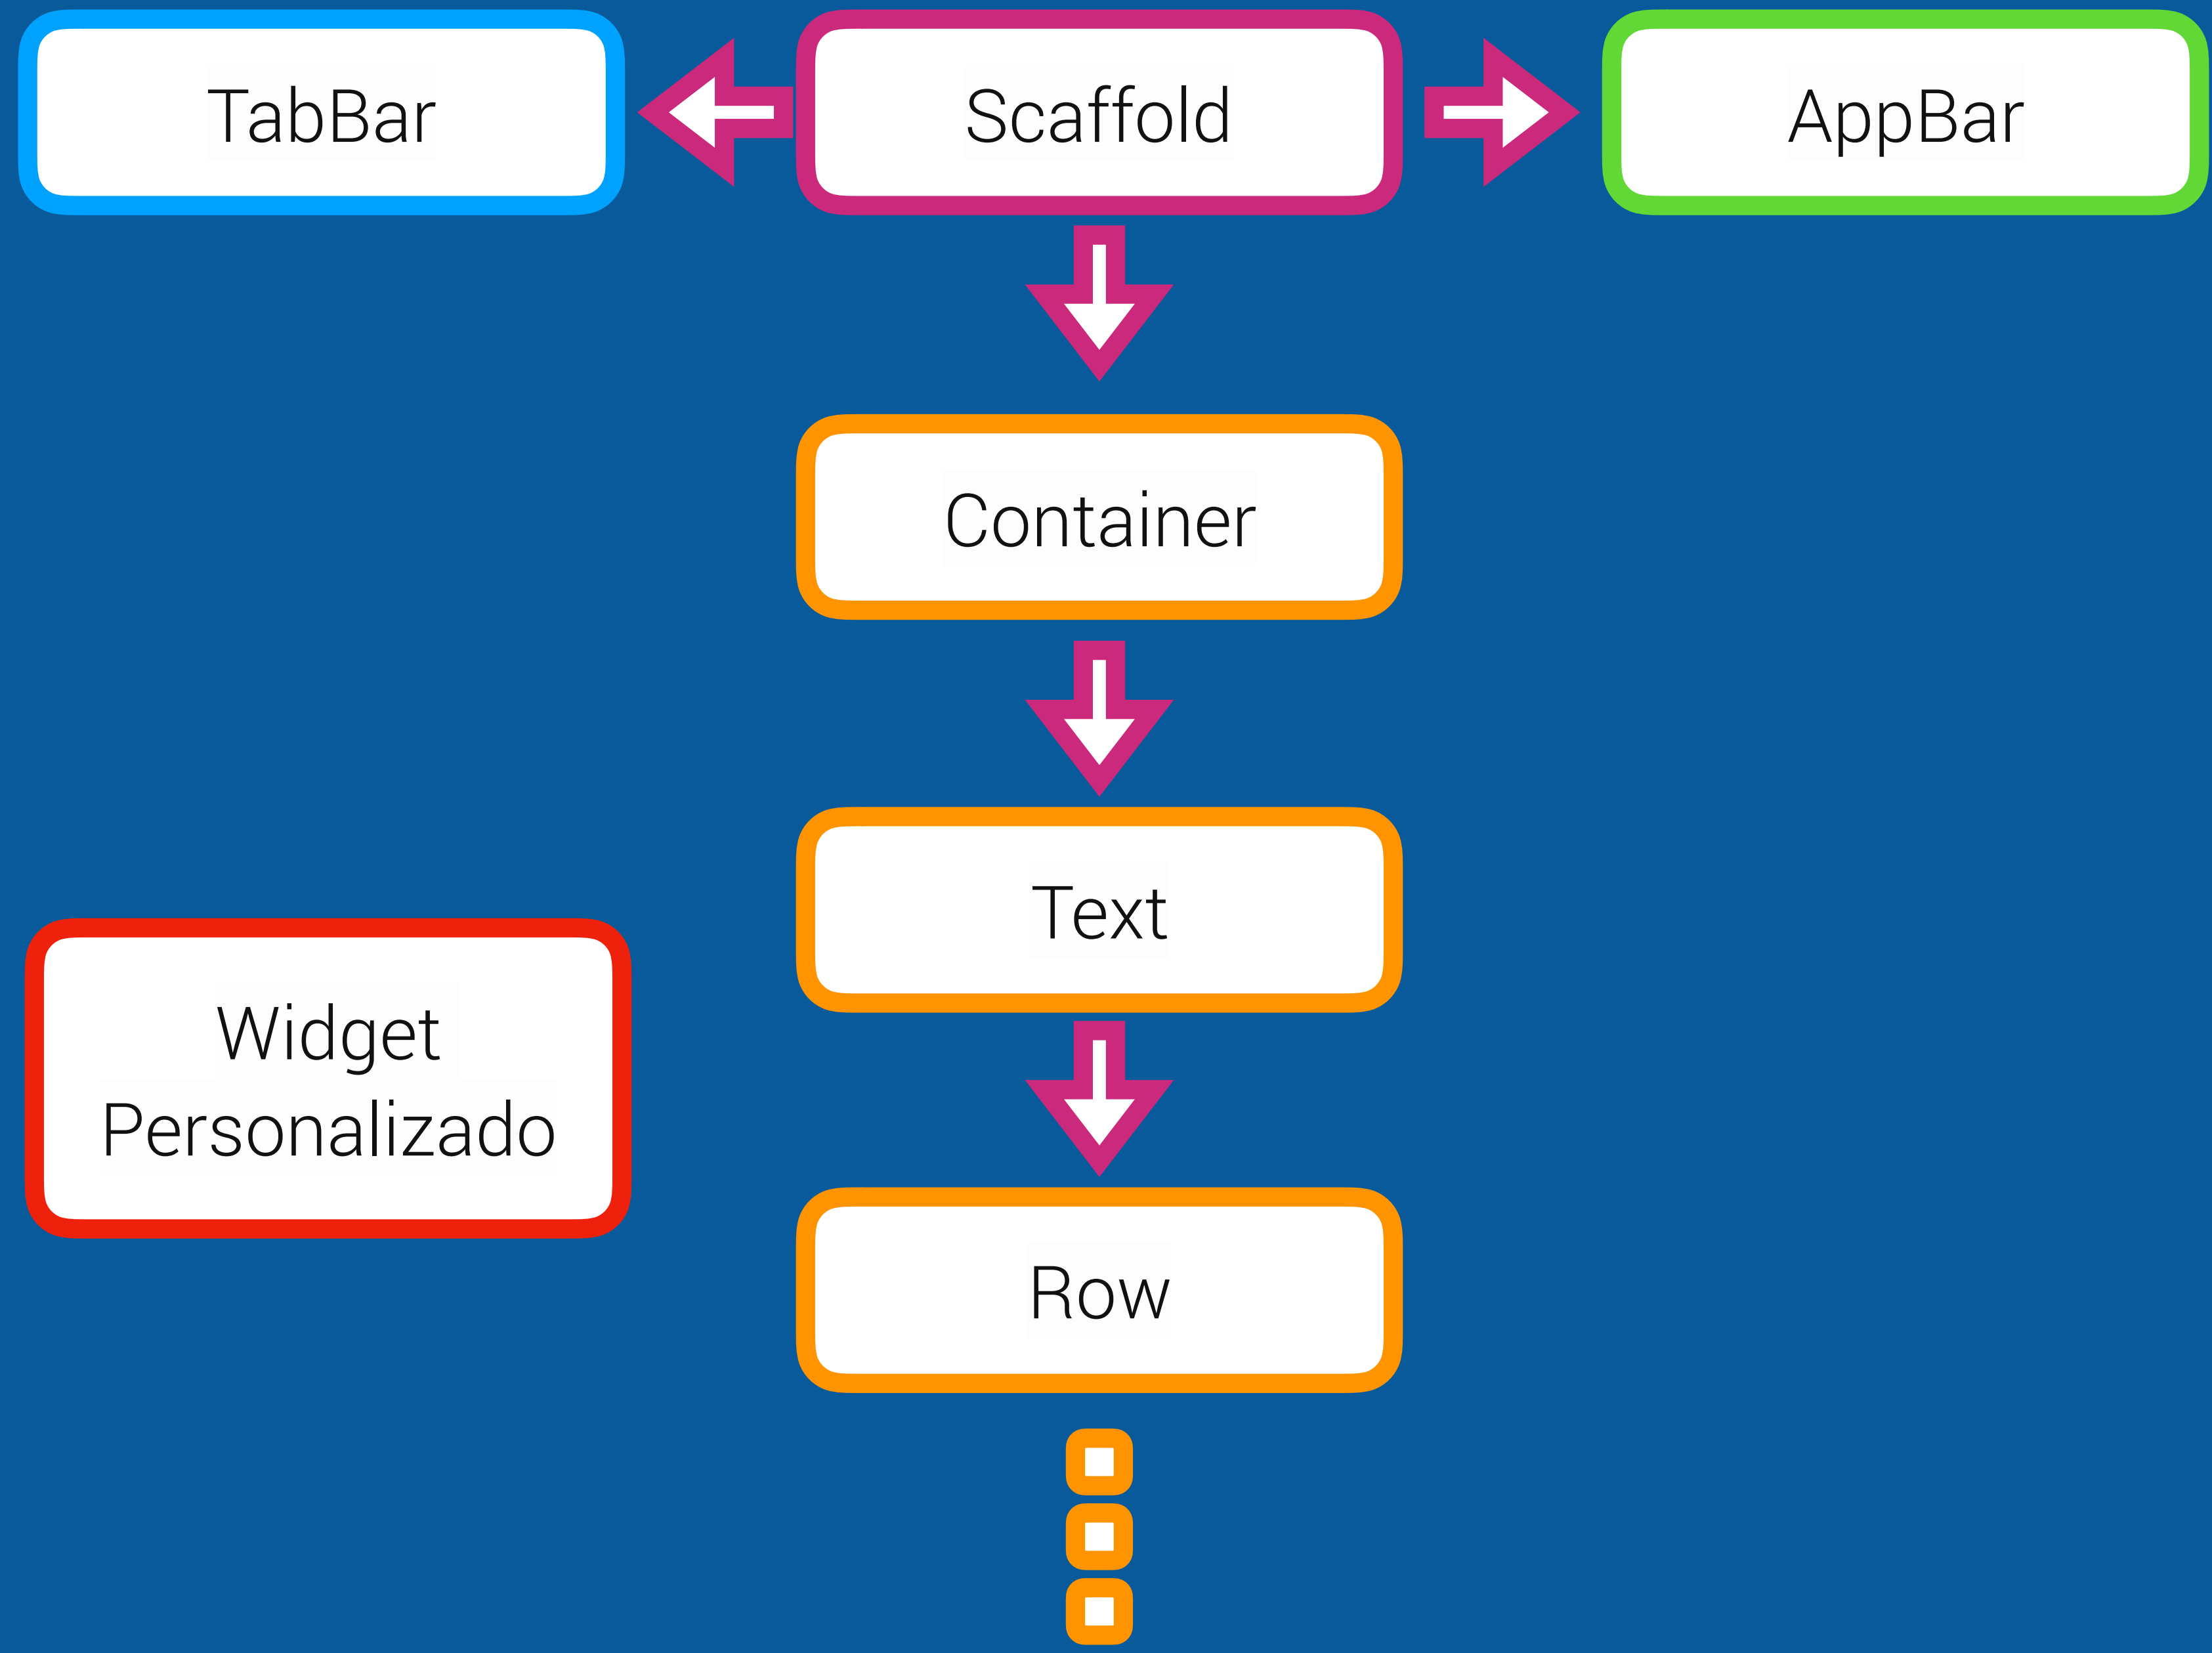 TabBar
Scaffold
AppBar
Container
Text
Widget
Personalizado
Row